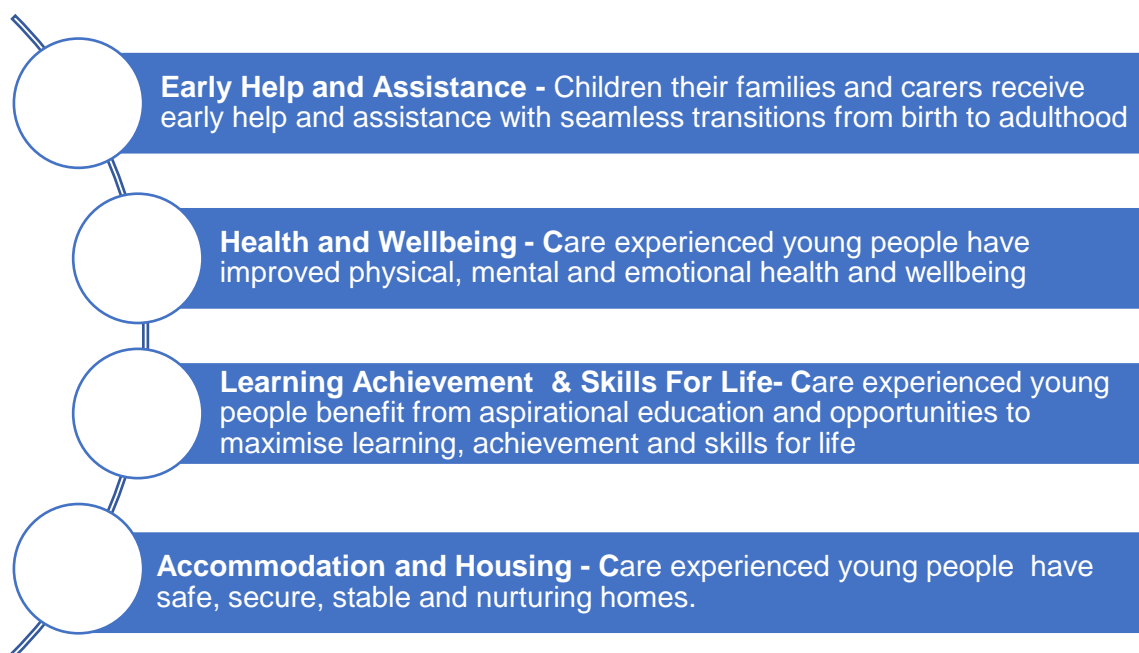 Early Help and Assistance - Children their families and carers receive
early help and assistance with seamless transitions from birth to adulthood
Health and Wellbeing - Care experienced young people have
improved physical, mental and emotional health and wellbeing
Learning Achievement  & Skills For Life- Care experienced young
people benefit from aspirational education and opportunities to
maximise learning, achievement and skills for life
Accommodation and Housing - Care experienced young people  have
safe, secure, stable and nurturing homes.